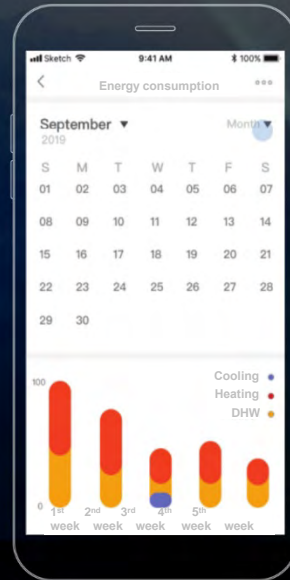 Sketch 9:41 AM 100%
Energy consumption
September ▼ Month ▼
2019
S M T W T F S
01 02 03 04 05 06 07
08 09 10 11 12 13 14
15 16 17 18 19 20 21
22 23 24 25 26 27 28
29 30
Cooling
100
Heating
DHW
0
1st 2nd 3rd 4th 5th
week week week week week